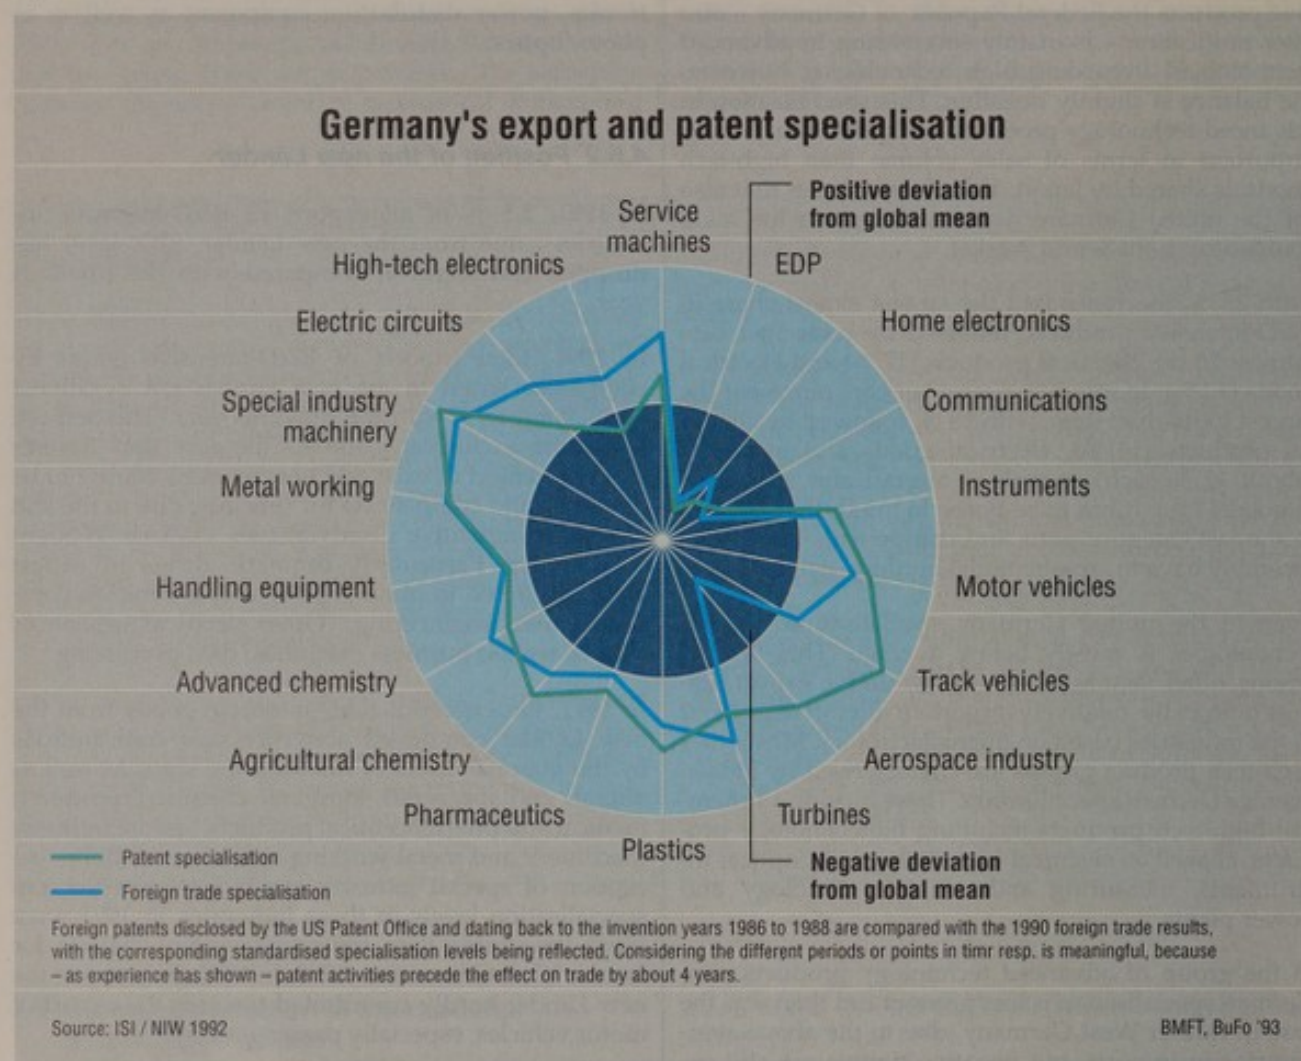 Germany's export and patent specialisation
Positive deviation
from global mean
Service
machines
EDP
High-tech electronics
Home electronics
Electric circuits
Communications
Special industry
machinery
Instruments
Metal working
Motor vehicles
Handling equipment
Track vehicles
Advanced chemistry
Aerospace industry
Agricultural chemistry
Turbines
Pharmaceutics
Plastics
Negative deviation
from global mean
Patent specialisation
Foreign trade specialisation
Foreign patents disclosed by the US Patent Office and dating back to the invention years 1986 to 1988 are compared with the 1990 foreign trade results,
with the corresponding standardised specialisation levels being reflected. Considering the different periods or points in timr resp. is meaningful, because
– as experience has shown – patent activities precede the effect on trade by about 4 years.
Source: ISI / NIW 1992
BMFT, BuFo '93